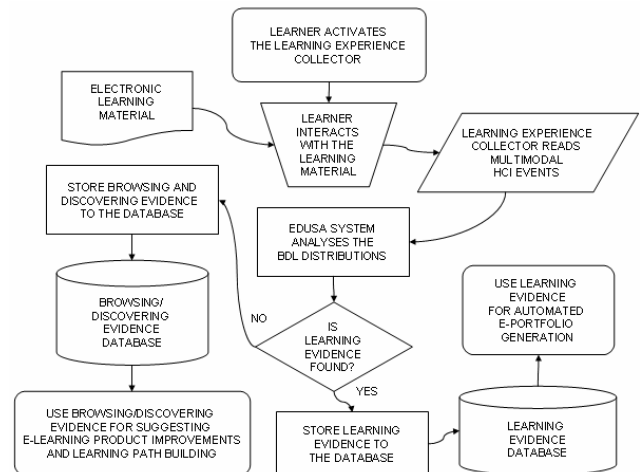 LEARNER ACTIVATES
THE LEARNING EXPERIENCE
COLLECTOR
ELECTRONIC
LEARNING
MATERIAL
LEARNER
INTERACTS
WITH THE
LEARNING
MATERIAL
LEARNING EXPERIENCE
COLLECTOR READS
MULTIMODAL
HCI EVENTS
STORE BROWSING AND
DISCOVERING EVIDENCE
TO THE DATABASE
EDUSA SYSTEM
ANALYSES THE
BDL DISTRIBUTIONS
BROWSING/
DISCOVERING
EVIDENCE
DATABASE
NO
IS
LEARNING
EVIDENCE
FOUND?
YES
USE LEARNING
EVIDENCE
FOR AUTOMATED
E-PORTFOLIO
GENERATION
USE BROWSING/DISCOVERING
EVIDENCE FOR SUGGESTING
E-LEARNING PRODUCT IMPROVEMENTS
AND LEARNING PATH BUILDING
STORE LEARNING
EVIDENCE TO
THE DATABASE
LEARNING
EVIDENCE
DATABASE